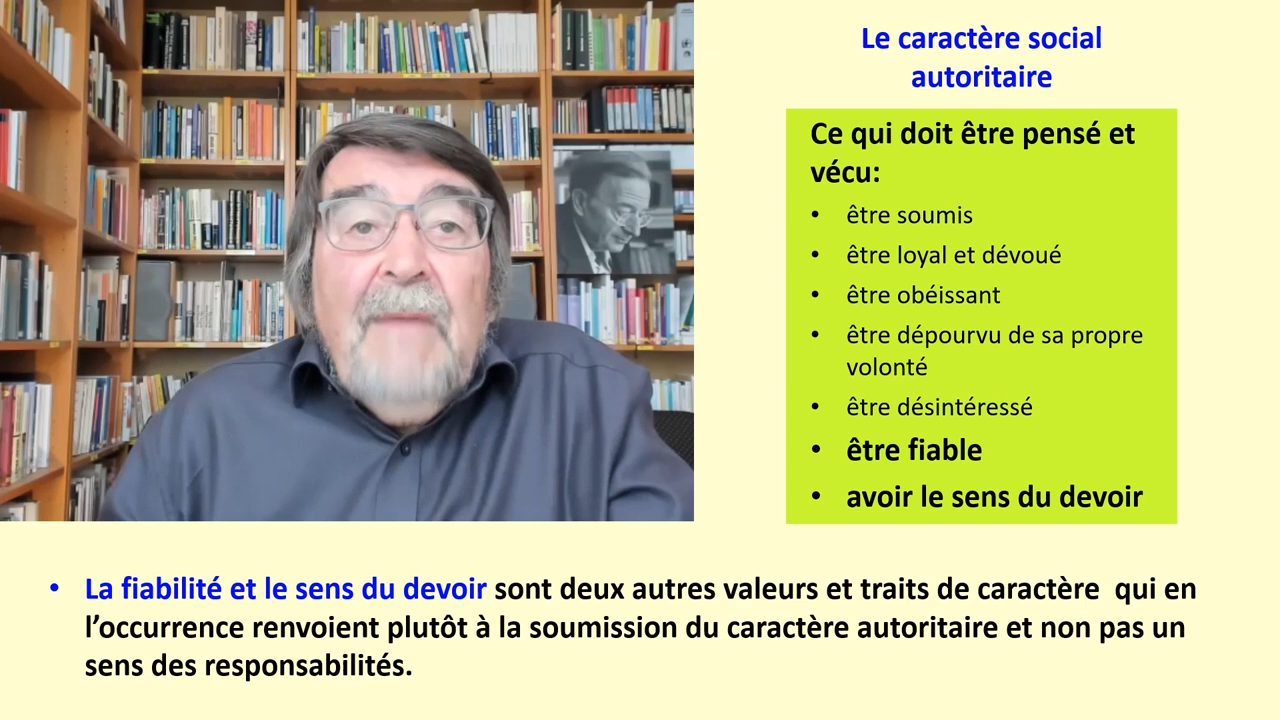 Le caractère social
autoritaire
Ce qui doit être pensé et
vécu:
• être soumis
• être loyal et dévoué
• être obéissant
• être dépourvu de sa propre
volonté
• être désintéressé
• être fiable
• avoir le sens du devoir
• La fiabilité et le sens du devoir sont deux autres valeurs et traits de caractère  qui en
l’occurrence renvoient plutôt à la soumission du caractère autoritaire et non pas un
sens des responsabilités.